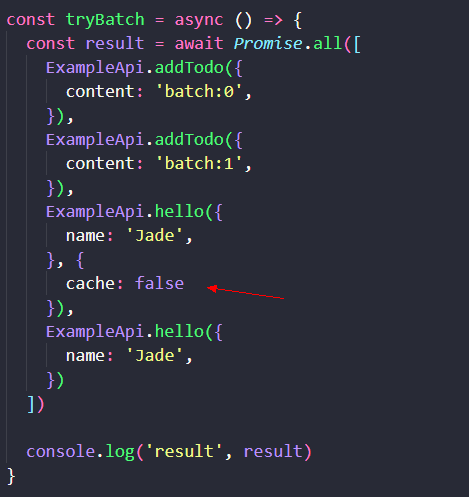 const tryBatch = async () => {
  const result = await Promise.all([
    ExampleApi.addTodo({
      content: 'batch:0',
    }),
    ExampleApi.addTodo({
      content: 'batch:1',
    }),
    ExampleApi.hello({
      name: 'Jade',
    }, {
      cache: false
    }),
    ExampleApi.hello({
      name: 'Jade',
    })
  ])

  console.log('result', result)
}